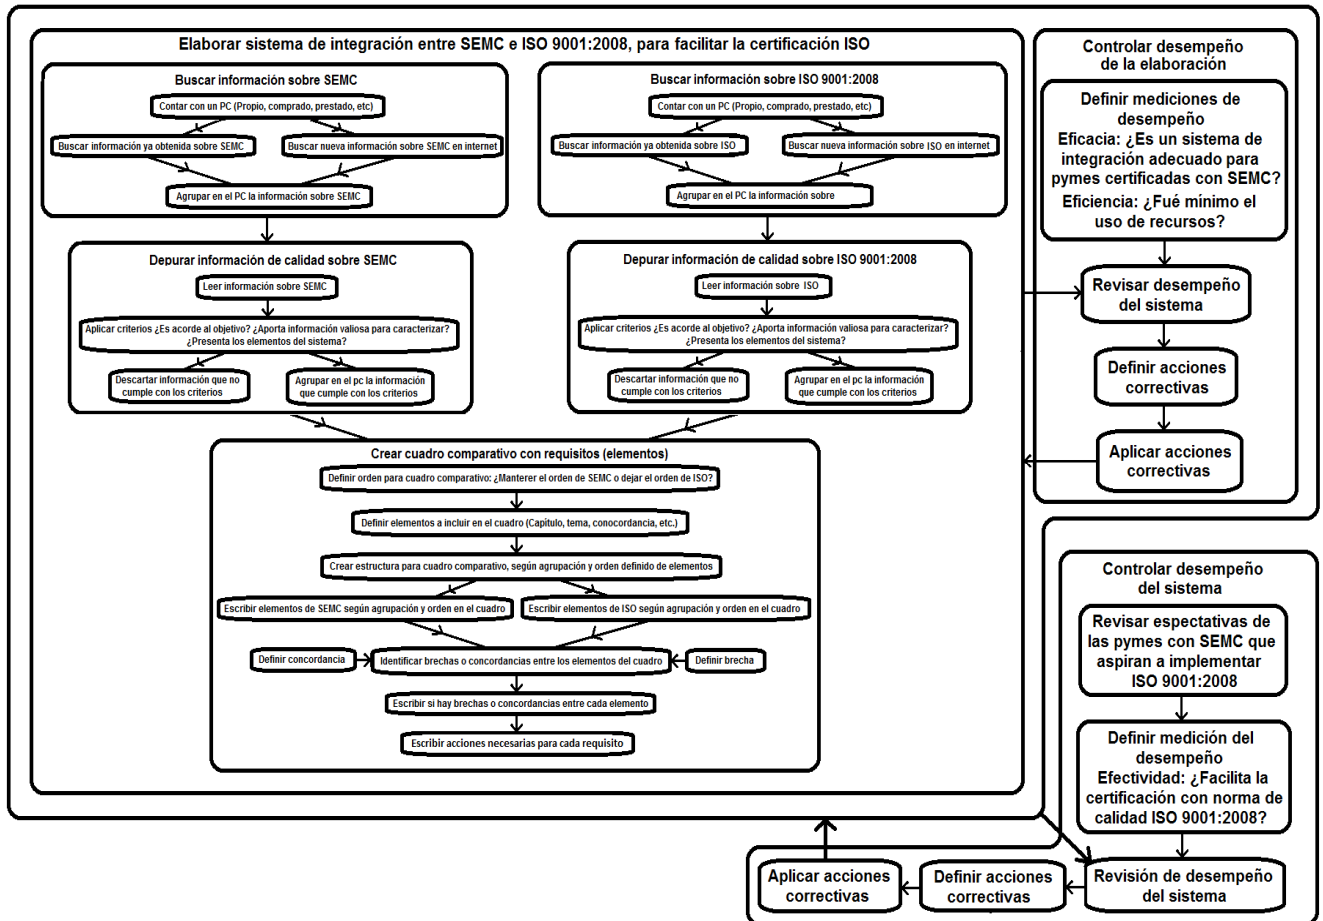 Elaborar sistema de integración entre SEMC e ISO 9001:2008, para facilitar la certificación ISO
Buscar información sobre SEMC
Contar con un PC (Propio, comprado, prestado, etc)
Buscar información ya obtenida sobre SEMC
Buscar nueva información sobre SEMC en internet
Agrupar en el PC la información sobre SEMC
Buscar información sobre ISO 9001:2008
Contar con un PC (Propio, comprado, prestado, etc)
Buscar información ya obtenida sobre ISO
Buscar nueva información sobre ISO en internet
Agrupar en el PC la información sobre
Depurar información de calidad sobre SEMC
Leer información sobre SEMC
Aplicar criterios ¿Es acorde al objetivo? ¿Aporta información valiosa para caracterizar?
¿Presenta los elementos del sistema?
Descartar información que no
cumple con los criterios
Agrupar en el pc la información
que cumple con los criterios
Depurar información de calidad sobre ISO 9001:2008
Leer información sobre ISO
Aplicar criterios ¿Es acorde al objetivo? ¿Aporta información valiosa para caracterizar?
¿Presenta los elementos del sistema?
Descartar información que no
cumple con los criterios
Agrupar en el pc la información
que cumple con los criterios
Crear cuadro comparativo con requisitos (elementos)
Definir orden para cuadro comparativo: ¿Manterer el orden de SEMC o dejar el orden de ISO?
Definir elementos a incluir en el cuadro (Capitulo, tema, conocordancia, etc.)
Crear estructura para cuadro comparativo, según agrupación y orden definido de elementos
Escribir elementos de SEMC según agrupación y orden en el cuadro
Escribir elementos de ISO según agrupación y orden en el cuadro
Definir concordancia
Identificar brechas o concordancias entre los elementos del cuadro
Definir brecha
Escribir si hay brechas o concordancias entre cada elemento
Escribir acciones necesarias para cada requisito
Controlar desempeño
de la elaboración
Definir mediciones de
desempeño
Eficacia: ¿Es un sistema de
integración adecuado para
pymes certificadas con SEMC?
Eficiencia: ¿Fué mínimo el
uso de recursos?
Revisar desempeño
del sistema
Definir acciones
correctivas
Aplicar acciones
correctivas
Controlar desempeño
del sistema
Revisar espectativas de
las pymes con SEMC que
aspiran a implementar
ISO 9001:2008
Definir medición del
desempeño
Efectividad: ¿Facilita la
certificación con norma de
calidad ISO 9001:2008?
Revisión de desempeño
del sistema
Definir acciones
correctivas
Aplicar acciones
correctivas